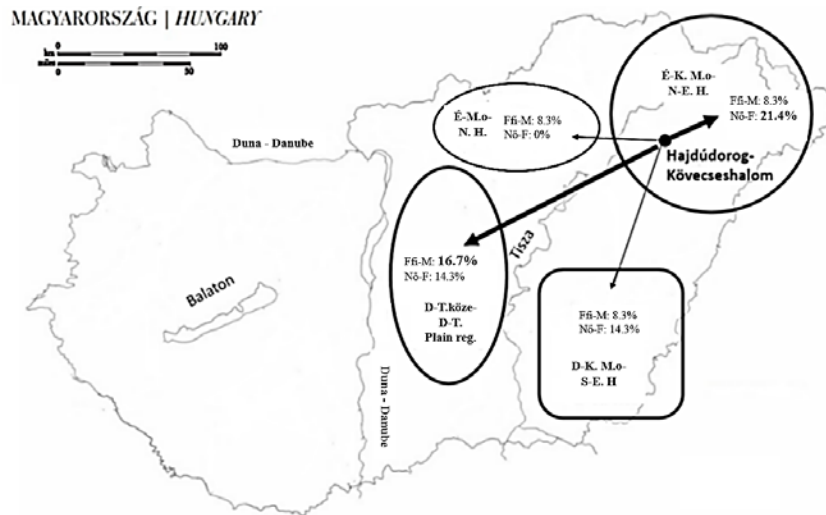 MAGYARORSZÁG | HUNGARY
0 100
km
miles
0 50
É-K. M.o-
N-E. H.
Ffi-M: 8.3%
Nő-F: 21.4%
É-M.o-
N. H.
Ffi-M: 8.3%
Nő-F: 0%
Duna - Danube
Hajdúdorog-
Kövecseshalom
Tisza
Ffi-M: 16.7%
Nő-F: 14.3%
D-T.köze-
D-T.
Plain reg.
Balaton
Ffi-M: 8.3%
Nő-F: 14.3%
D-K. M.o-
S-E. H
Duna - Danube